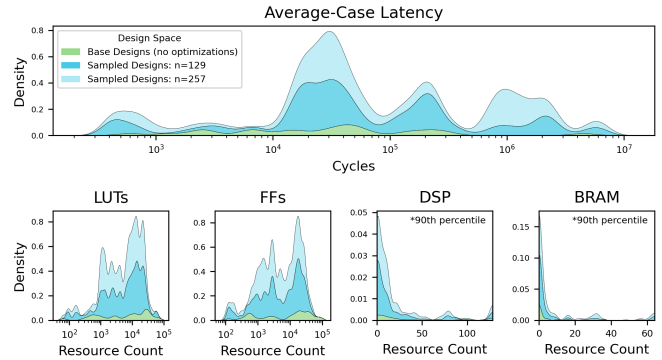 Average-Case Latency
Density
0.8
0.6
0.4
0.2
0.0
Design Space
Base Designs (no optimizations)
Sampled Designs: n=129
Sampled Designs: n=257
10³ 10⁴ 10⁵ 10⁶ 10⁷
Cycles
LUTs
Density
0.8
0.6
0.4
0.2
0.0
10² 10³ 10⁴ 10⁵
Resource Count
FFs
0.8
0.6
0.4
0.2
0.0
10² 10³ 10⁴ 10⁵
Resource Count
DSP
*90th percentile
0.05
0.04
0.03
0.02
0.01
0.00
0 50 100
Resource Count
BRAM
*90th percentile
0.15
0.10
0.05
0.00
0 20 40 60
Resource Count